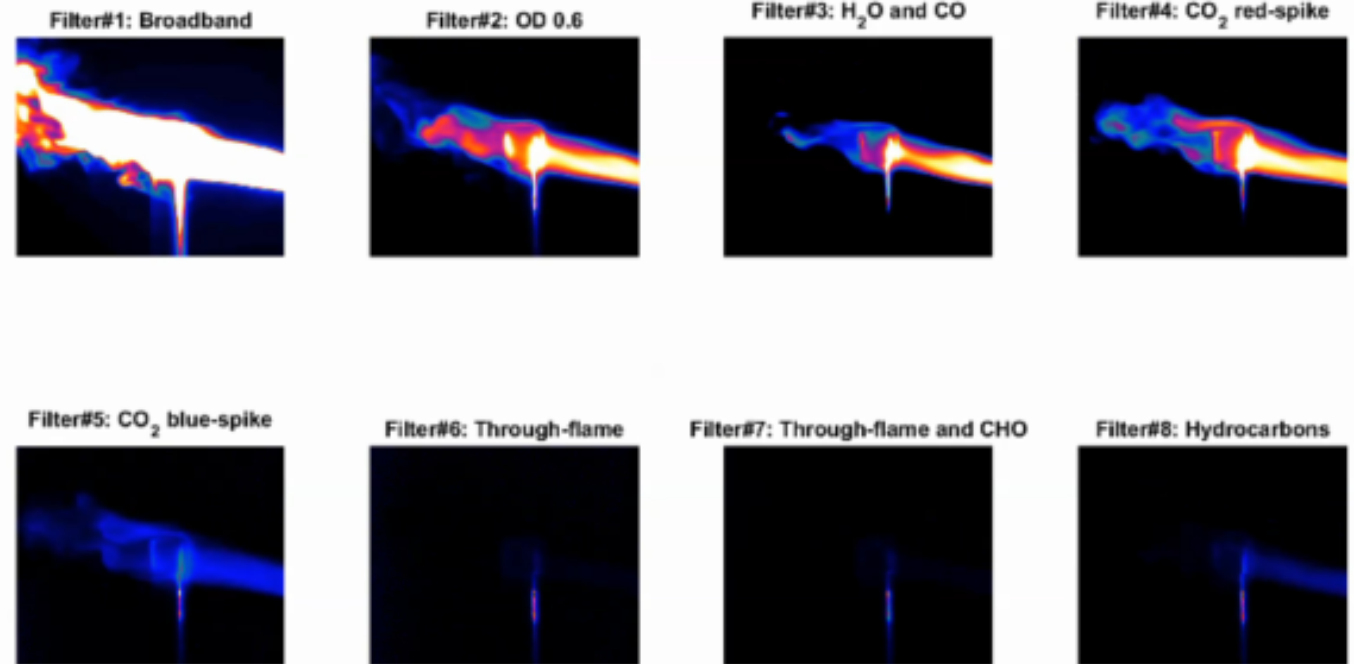 Filter#1: Broadband
Filter#2: OD 0.6
Filter#3: H₂O and CO
Filter#4: CO₂ red-spike
Filter#5: CO₂ blue-spike
Filter#6: Through-flame
Filter#7: Through-flame and CHO
Filter#8: Hydrocarbons